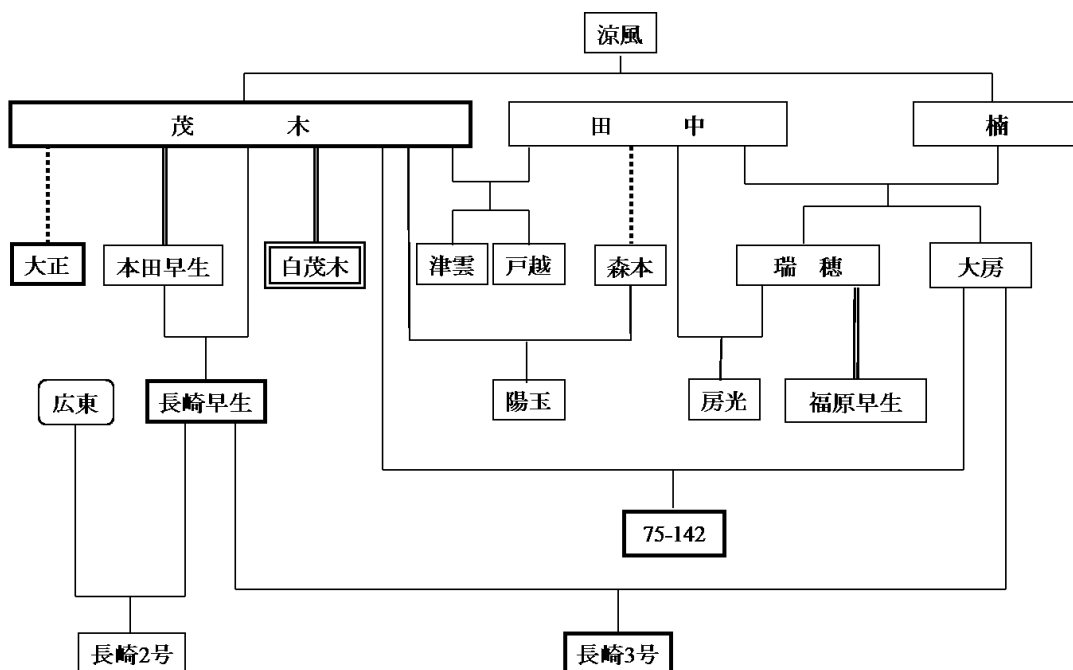 涼風
茂 木
田 中
楠
大正
本田早生
白茂木
津雲
戸越
森本
瑞 穂
大房
広東
長崎早生
陽玉
房光
福原早生
75-142
長崎2号
長崎3号